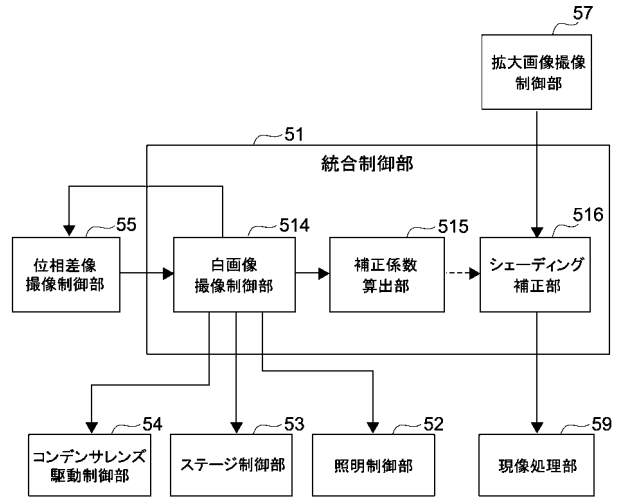 57
拡大画像撮像
制御部
51
統合制御部
55
位相差像
撮像制御部
514
白画像
撮像制御部
515
補正係数
算出部
516
シェーディング
補正部
54
コンデンサレンズ
駆動制御部
53
ステージ制御部
52
照明制御部
59
現像処理部